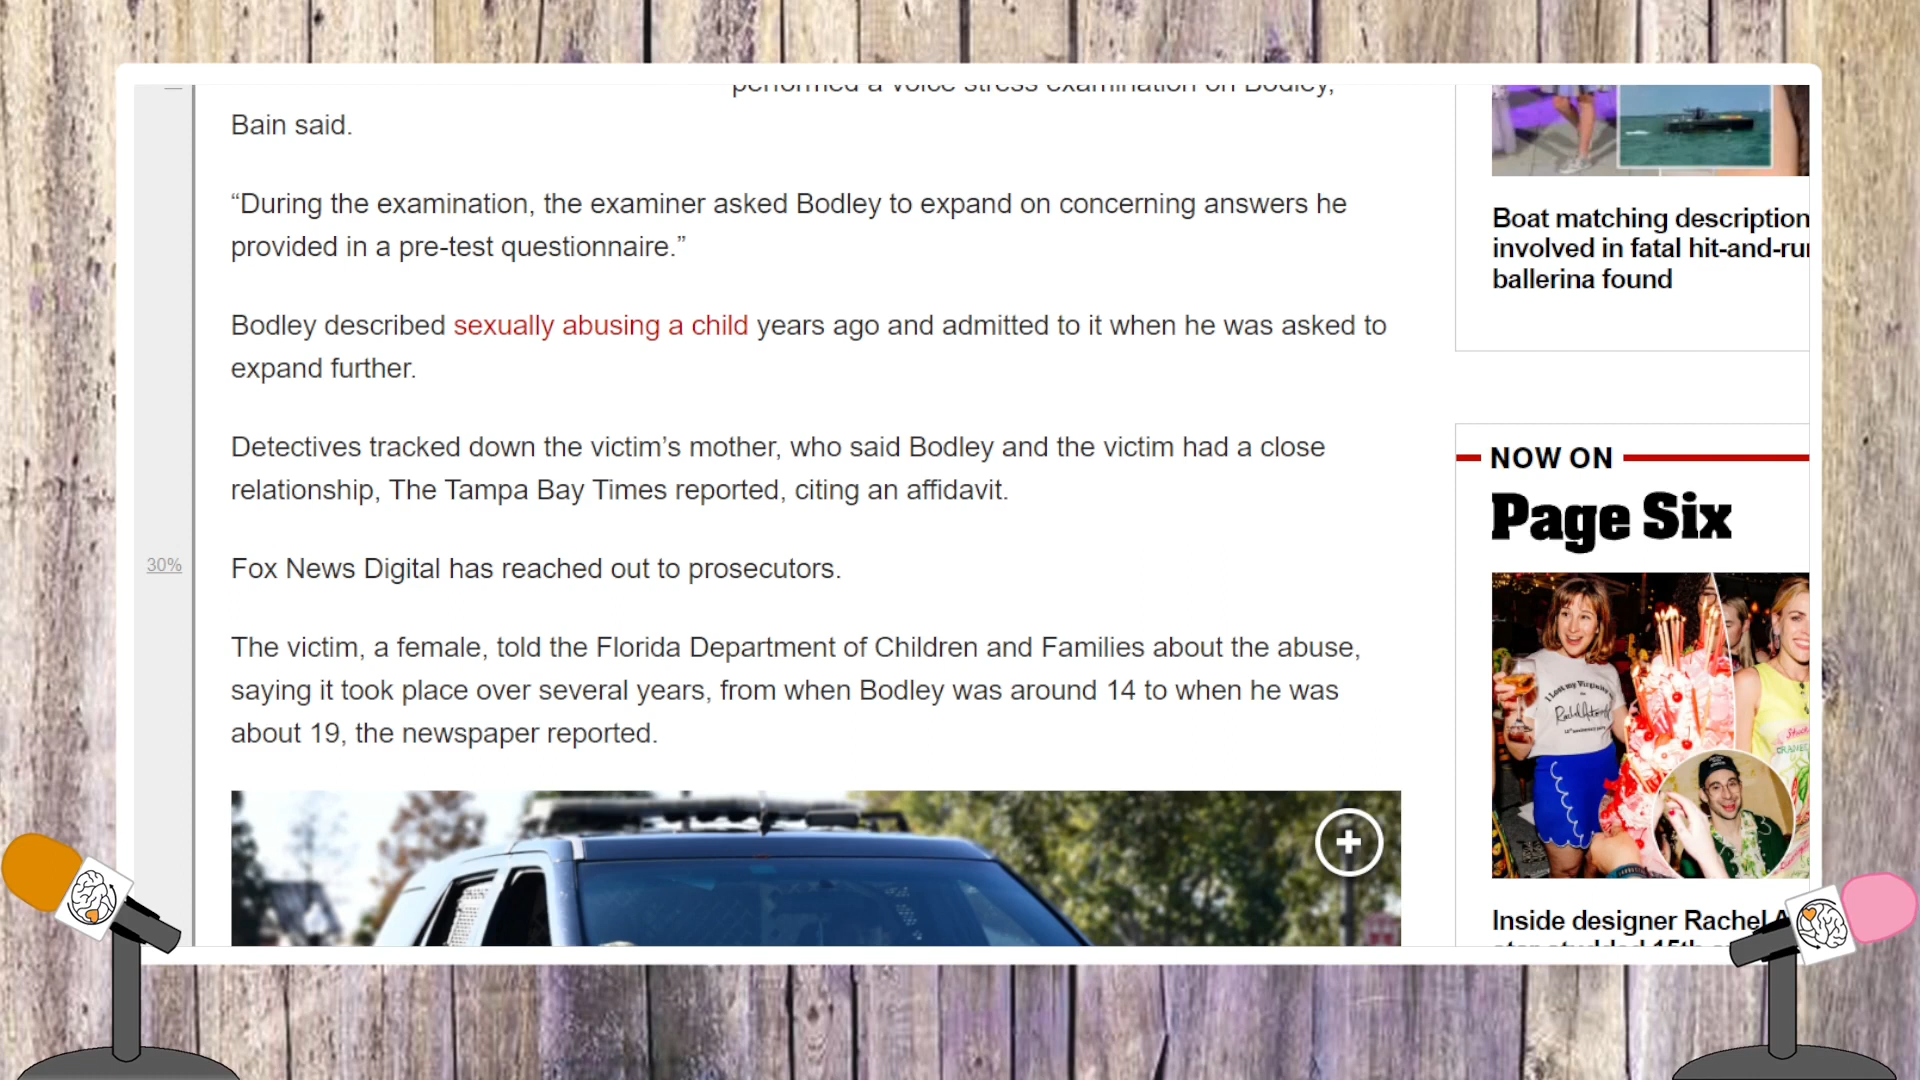 performed a voice stress examination on Bodley,
Bain said.
“During the examination, the examiner asked Bodley to expand on concerning answers he
provided in a pre-test questionnaire.”
Bodley described sexually abusing a child years ago and admitted to it when he was asked to
expand further.
Detectives tracked down the victim’s mother, who said Bodley and the victim had a close
relationship, The Tampa Bay Times reported, citing an affidavit.
30%
Fox News Digital has reached out to prosecutors.
The victim, a female, told the Florida Department of Children and Families about the abuse,
saying it took place over several years, from when Bodley was around 14 to when he was
about 19, the newspaper reported.
Boat matching description
involved in fatal hit-and-ru
ballerina found
NOW ON
Page Six
I Lost my Virginity
Inside designer Rachel A